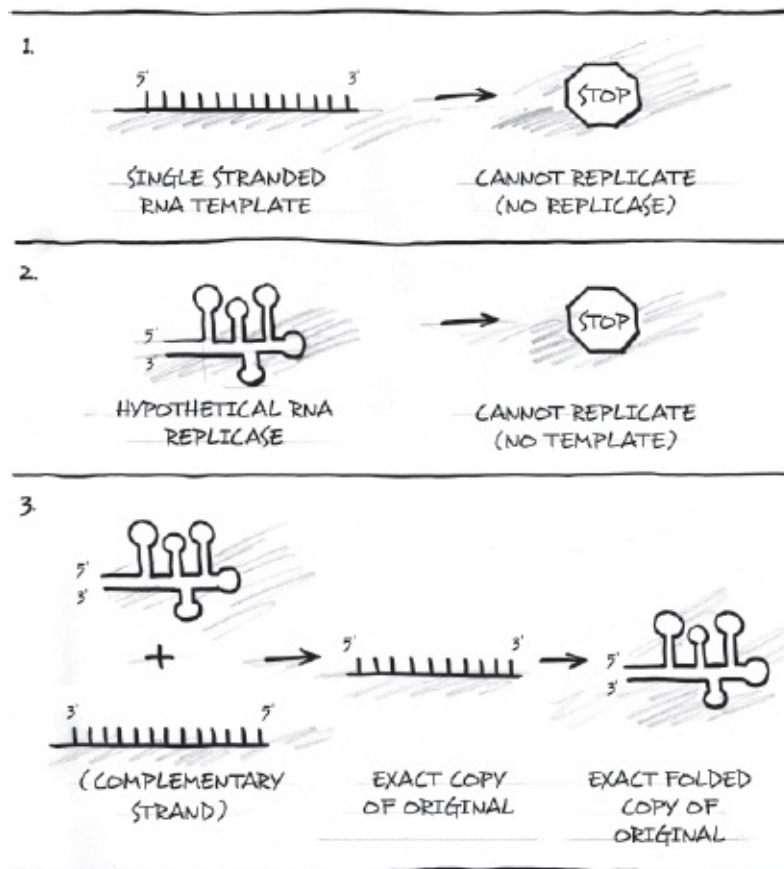 1.
5' 3'
STOP
SINGLE STRANDED
RNA TEMPLATE
CANNOT REPLICATE
(NO REPLICASE)
2.
5'
3'
STOP
HYPOTHETICAL RNA
REPLICASE
CANNOT REPLICATE
(NO TEMPLATE)
3.
5'
3'
+
3' 5'
5' 3'
5'
3'
(COMPLEMENTARY
STRAND)
EXACT COPY
OF ORIGINAL
EXACT FOLDED
COPY OF
ORIGINAL